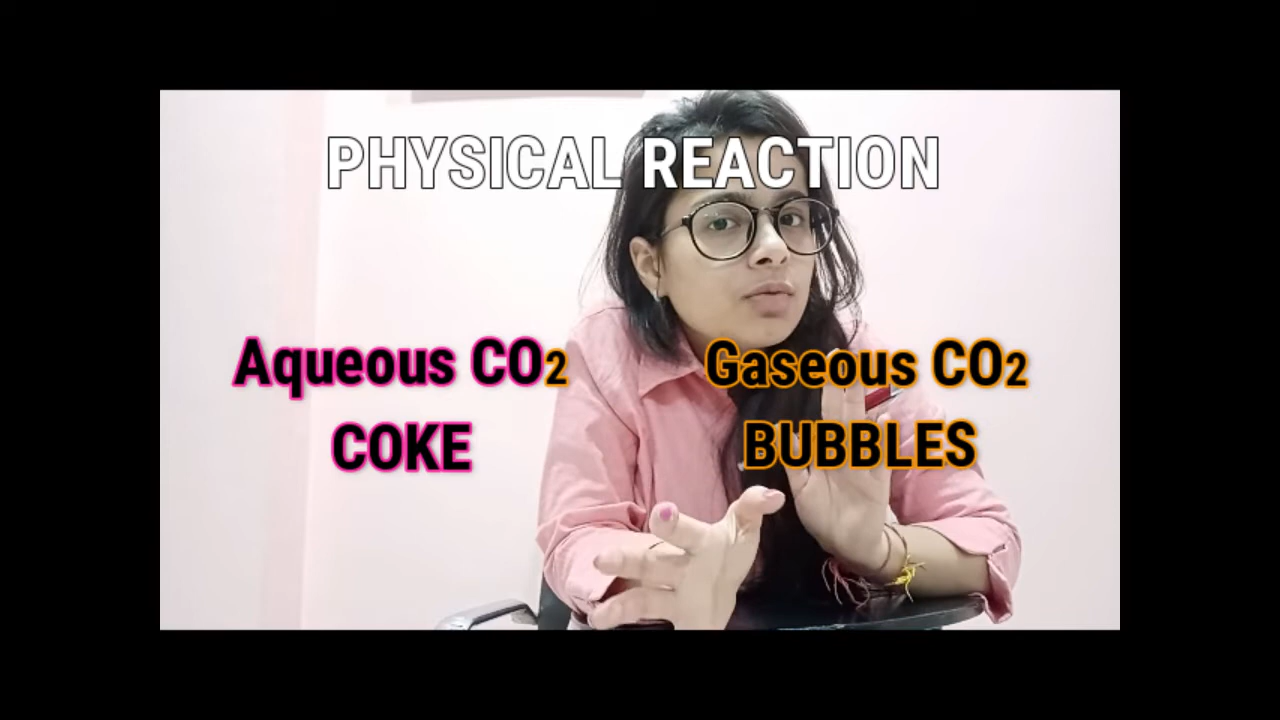 PHYSICAL REACTION
Aqueous CO2
Gaseous CO2
COKE
BUBBLES